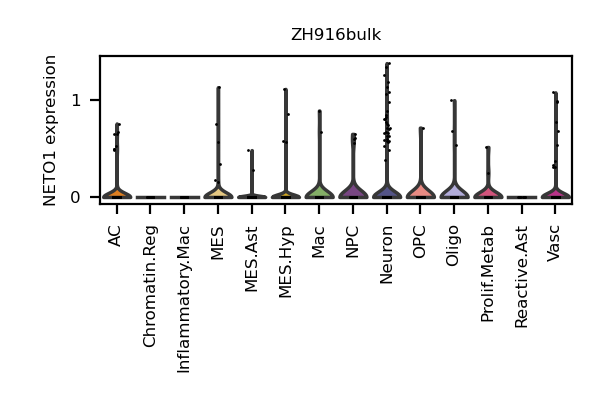 ZH916bulk
NETO1 expression
1
0
AC
Chromatin.Reg
Inflammatory.Mac
MES
MES.Ast
MES.Hyp
Mac
NPC
Neuron
OPC
Oligo
Prolif.Metab
Reactive.Ast
Vasc